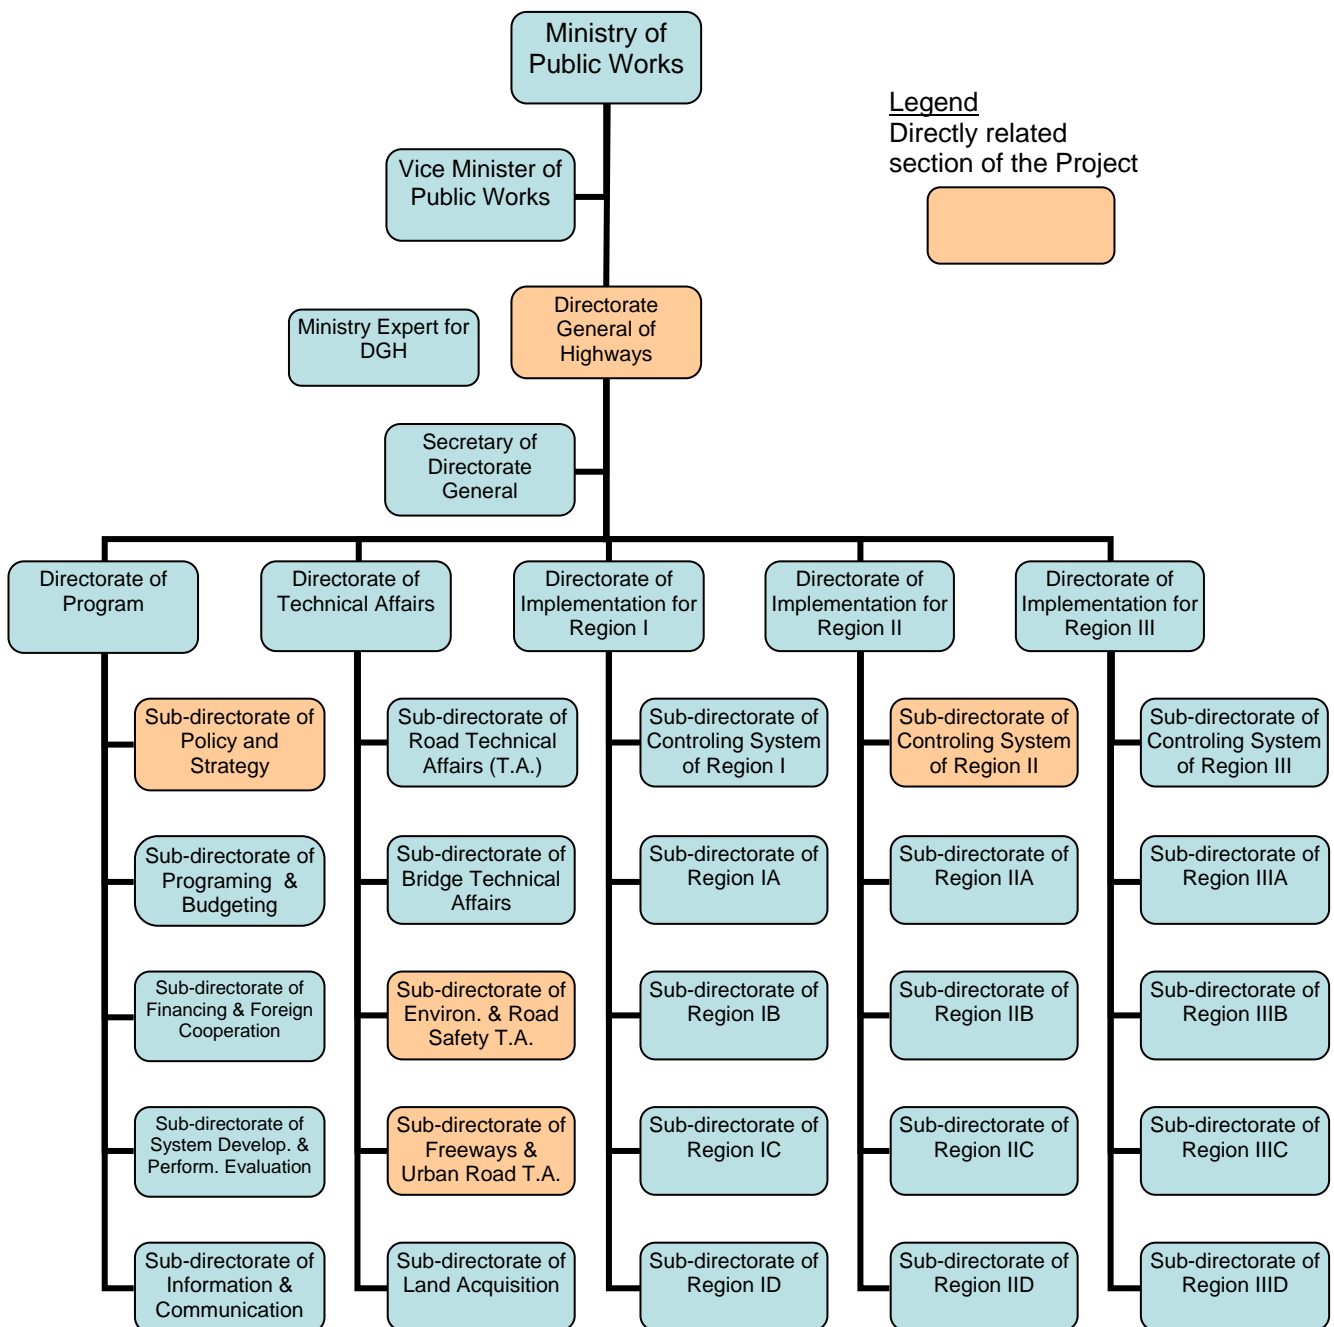 Ministry of
Public Works
Legend
Directly related
section of the Project
Vice Minister of
Public Works
Directorate
General of
Highways
Ministry Expert for
DGH
Secretary of
Directorate
General
Directorate of
Program
Directorate of
Technical Affairs
Directorate of
Implementation for
Region I
Directorate of
Implementation for
Region II
Directorate of
Implementation for
Region III
Sub-directorate of
Policy and
Strategy
Sub-directorate of
Road Technical
Affairs (T.A.)
Sub-directorate of
Controling System
of Region I
Sub-directorate of
Controling System
of Region II
Sub-directorate of
Controling System
of Region III
Sub-directorate of
Programing &
Budgeting
Sub-directorate of
Bridge Technical
Affairs
Sub-directorate of
Region IA
Sub-directorate of
Region IIA
Sub-directorate of
Region IIIA
Sub-directorate of
Financing & Foreign
Cooperation
Sub-directorate of
Environ. & Road
Safety T.A.
Sub-directorate of
Region IB
Sub-directorate of
Region IIB
Sub-directorate of
Region IIIB
Sub-directorate of
System Develop. &
Perform. Evaluation
Sub-directorate of
Freeways &
Urban Road T.A.
Sub-directorate of
Region IC
Sub-directorate of
Region IIC
Sub-directorate of
Region IIIC
Sub-directorate of
Information &
Communication
Sub-directorate of
Land Acquisition
Sub-directorate of
Region ID
Sub-directorate of
Region IID
Sub-directorate of
Region IIID